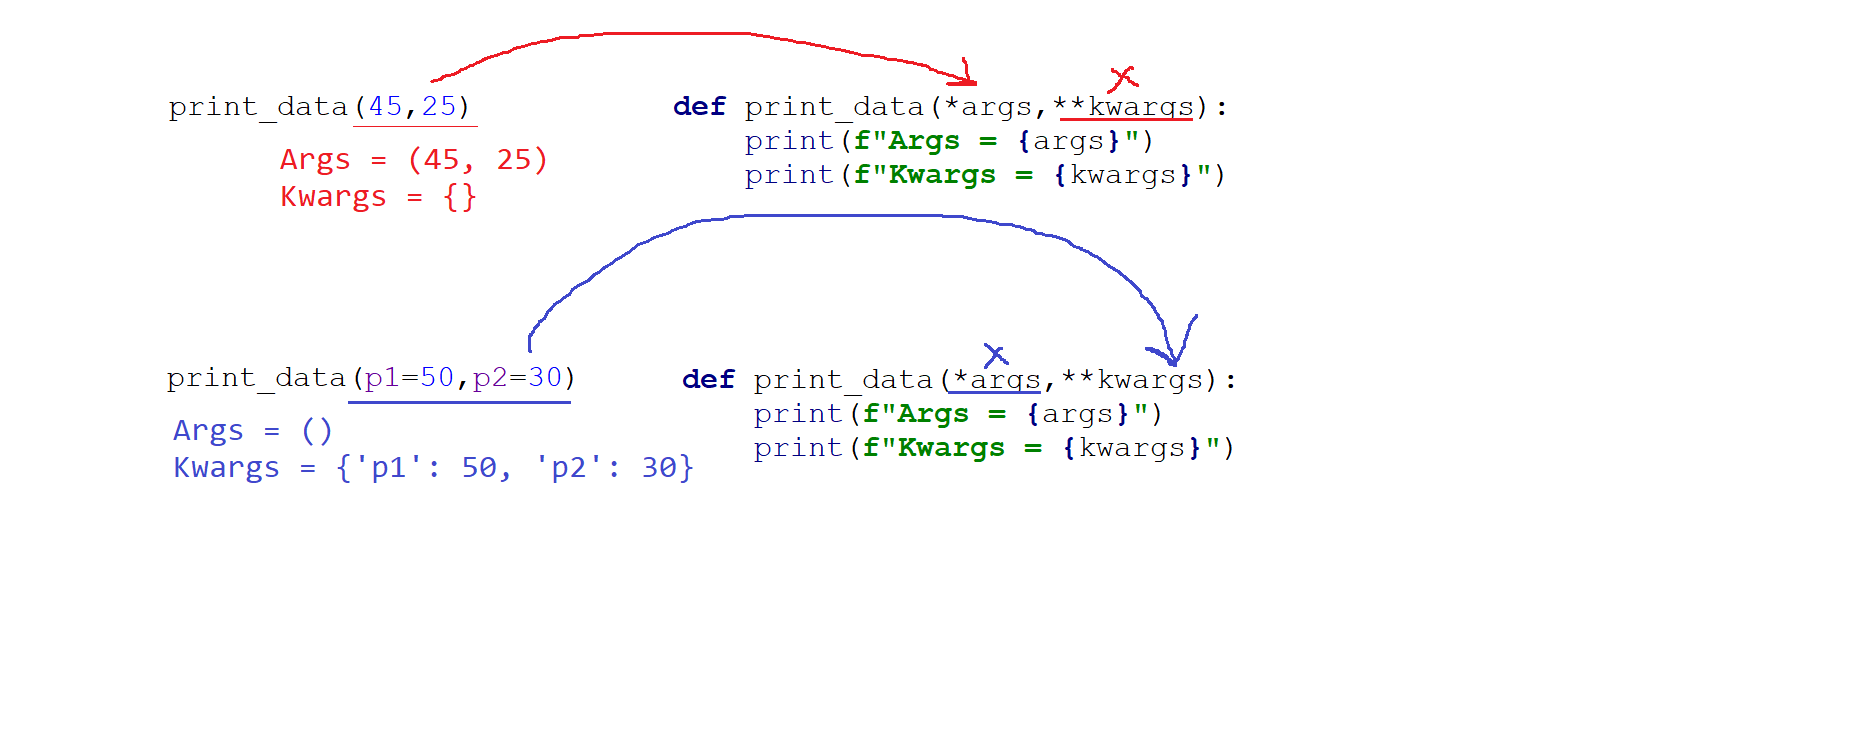 print_data(45,25)
Args = (45, 25)
Kwargs = {}
def print_data(*args,**kwargs):
print(f"Args = {args}")
print(f"Kwargs = {kwargs}")
print_data(p1=50,p2=30)
Args = ()
Kwargs = {'p1': 50, 'p2': 30}
def print_data(*args,**kwargs):
print(f"Args = {args}")
print(f"Kwargs = {kwargs}")